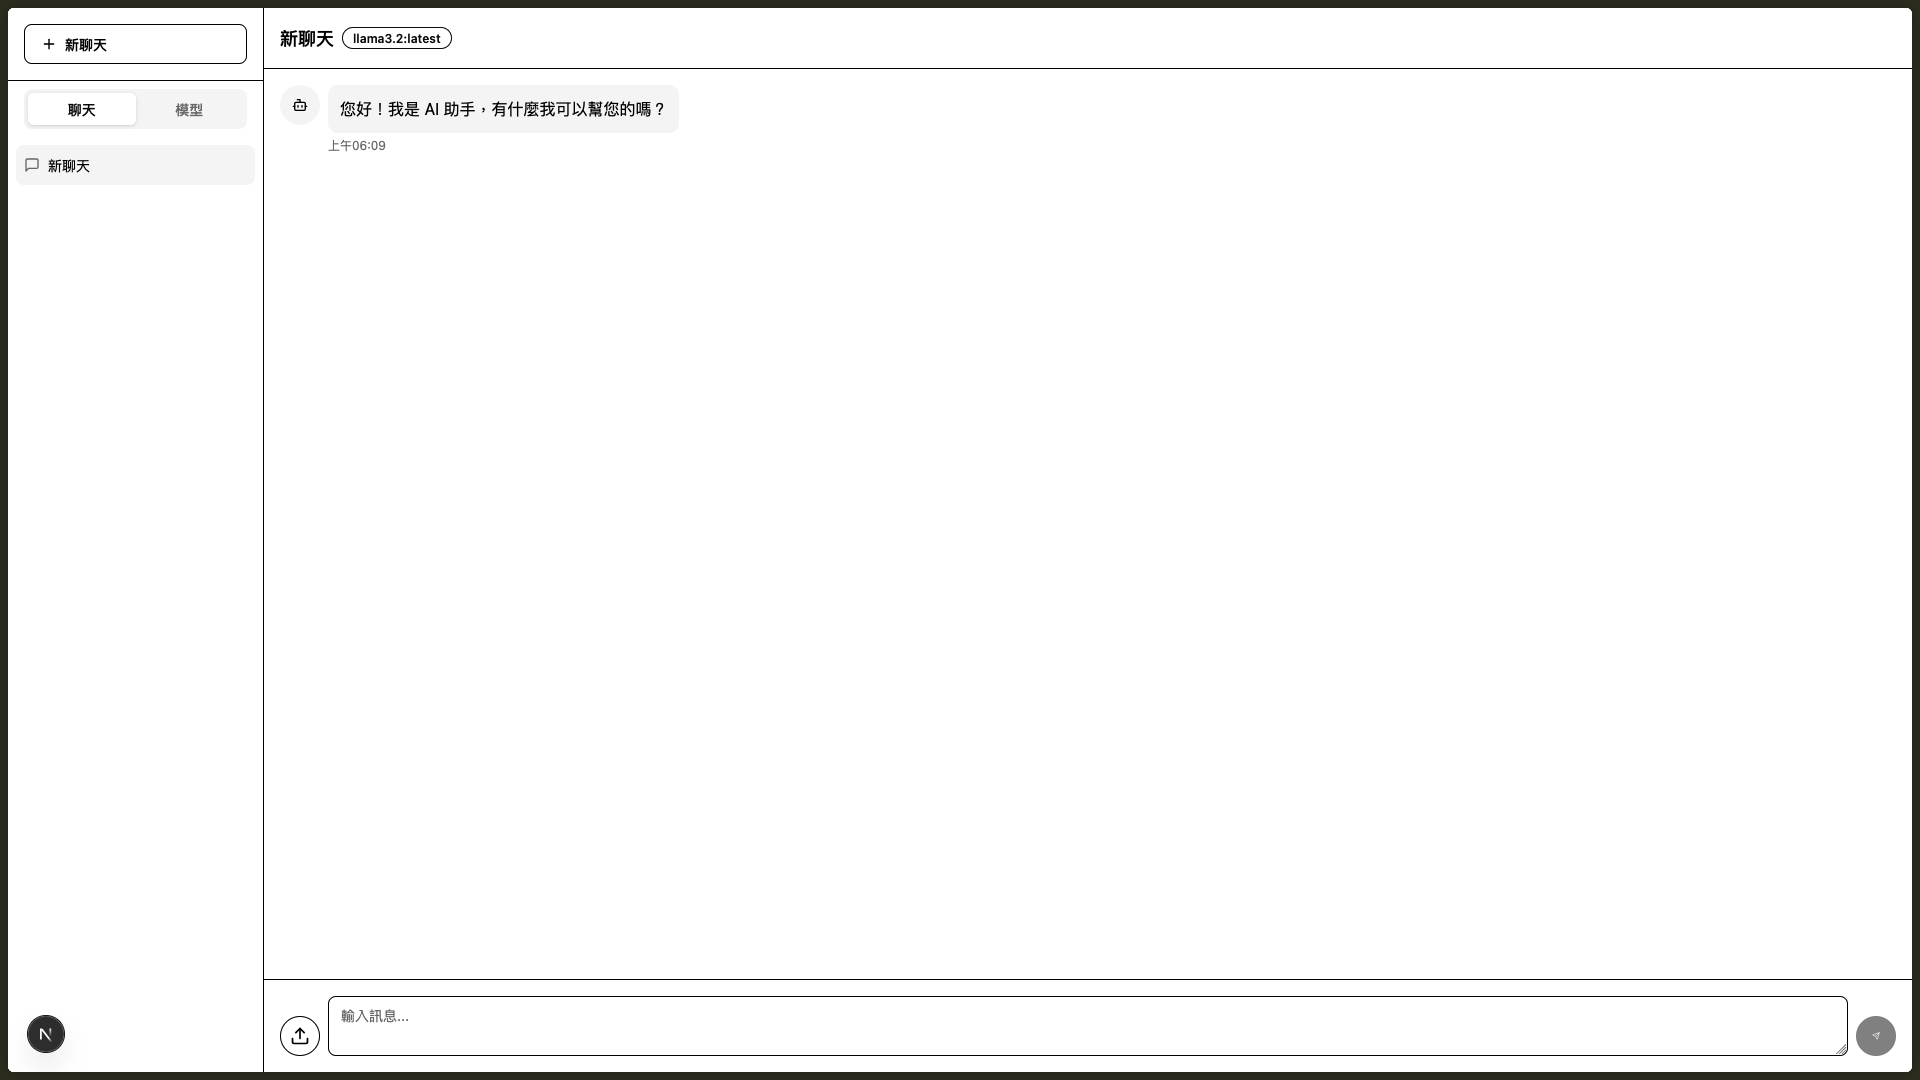 新聊天
聊天
模型
新聊天
N
新聊天
llama3.2:latest
您好！我是 AI 助手，有什麼我可以幫您的嗎？
上午06:09
輸入訊息...